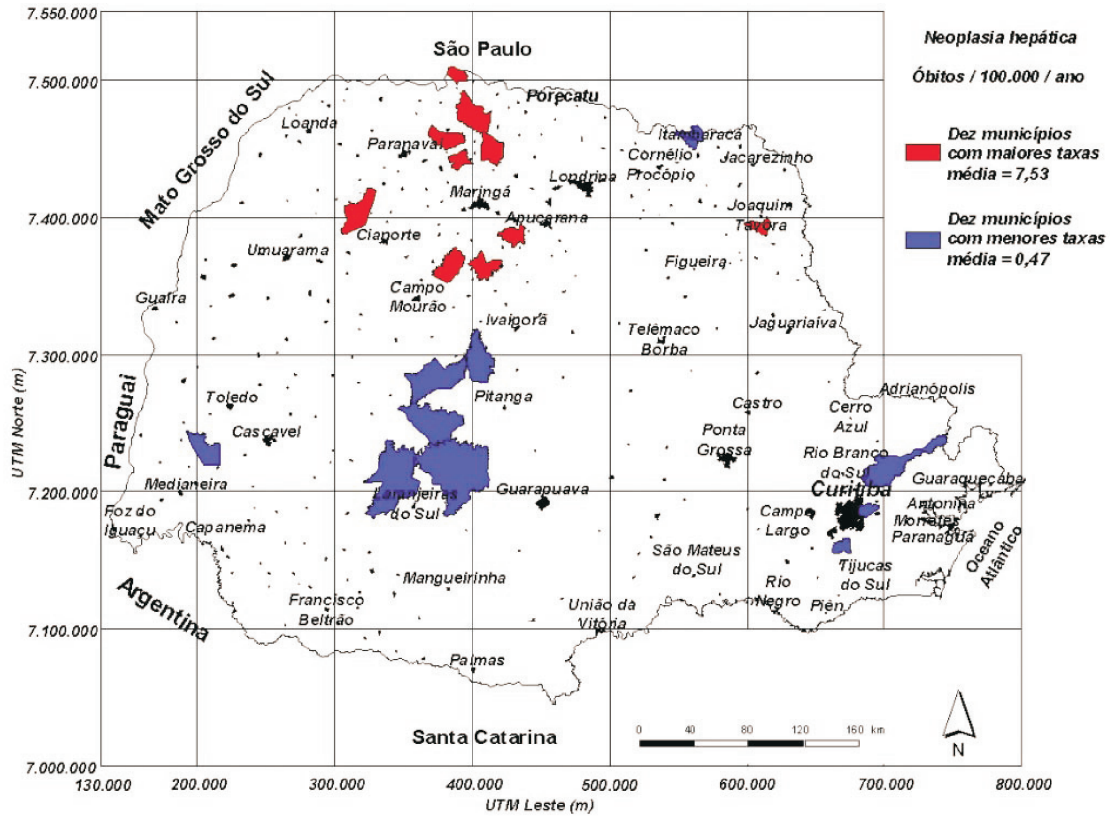 7.550.000
São Paulo
Neoplasia hepática
Óbitos / 100.000 / ano
7.500.000
Mato Grosso do Sul
Porecatu
Loanda
Itambaracá
Dez municípios
com maiores taxas
média = 7,53
Paranavaí
Cornélio
Procópio
Jacarezinho
Londrina
Maringá
7.400.000
Apucarana
Joaquim
Távora
Dez municípios
com menores taxas
média = 0,47
Cianorte
Umuarama
Figueira
Campo
Mourão
Guaíra
Ivaiporã
Telêmaco
Borba
Jaguariaíva
7.300.000
UTM Norte (m)
Paraguai
Toledo
Pitanga
Castro
Cerro
Azul
Adrianópolis
Cascavel
Ponta
Grossa
Rio Branco
do Sul
Medianeira
Guaraqueçaba
7.200.000
Laranjeiras
do Sul
Guarapuava
Curitiba
Foz do
Iguaçu
Capanema
Campo
Largo
Antonina
Morretes
Paranaguá
Oceano
Atlântico
São Mateus
do Sul
Tijucas
do Sul
Mangueirinha
Rio
Negro
Piên
Argentina
Francisco
Beltrão
União da
Vitória
7.100.000
Palmas
Santa Catarina
0 40 80 120 160 km
N
7.000.000
130.000 200.000 300.000 400.000 500.000 600.000 700.000 800.000
UTM Leste (m)